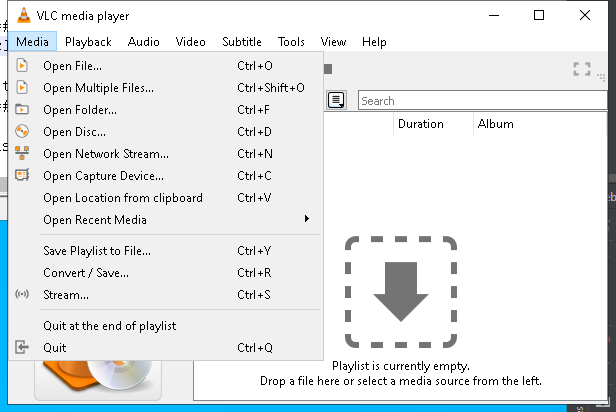 VLC media player
Media Playback Audio Video Subtitle Tools View Help
Open File... Ctrl+O
Open Multiple Files... Ctrl+Shift+O
Open Folder... Ctrl+F
Open Disc... Ctrl+D
Open Network Stream... Ctrl+N
Open Capture Device... Ctrl+C
Open Location from clipboard Ctrl+V
Open Recent Media
Save Playlist to File... Ctrl+Y
Convert / Save... Ctrl+R
Stream... Ctrl+S
Quit at the end of playlist
Quit Ctrl+Q
Search
Duration Album
Playlist is currently empty.
Drop a file here or select a media source from the left.